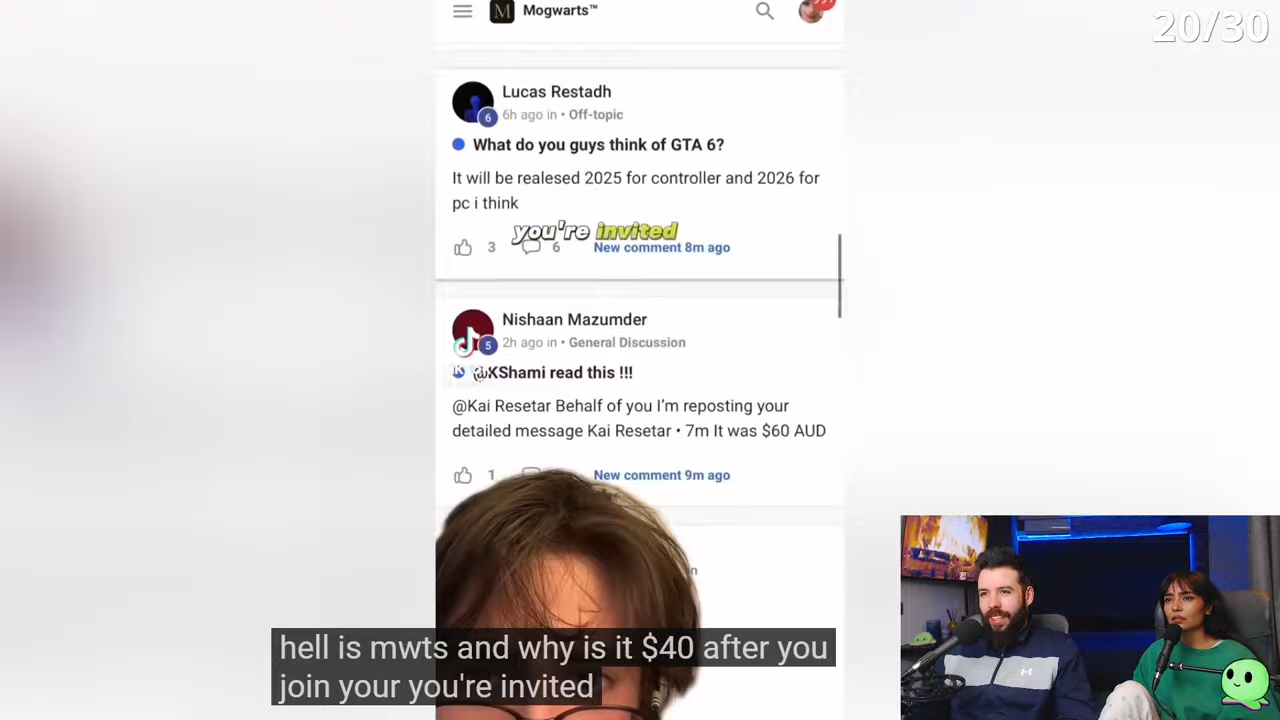 20/30
M Mogwarts™
Lucas Restadh
6
6h ago in • Off-topic
What do you guys think of GTA 6?
It will be realesed 2025 for controller and 2026 for
pc i think
you're invited
3 6 New comment 8m ago
Nishaan Mazumder
5
2h ago in • General Discussion
@KShami read this !!!
@Kai Resetar Behalf of you I’m reposting your
detailed message Kai Resetar • 7m It was $60 AUD
1 New comment 9m ago
hell is mwts and why is it $40 after you
join your you're invited